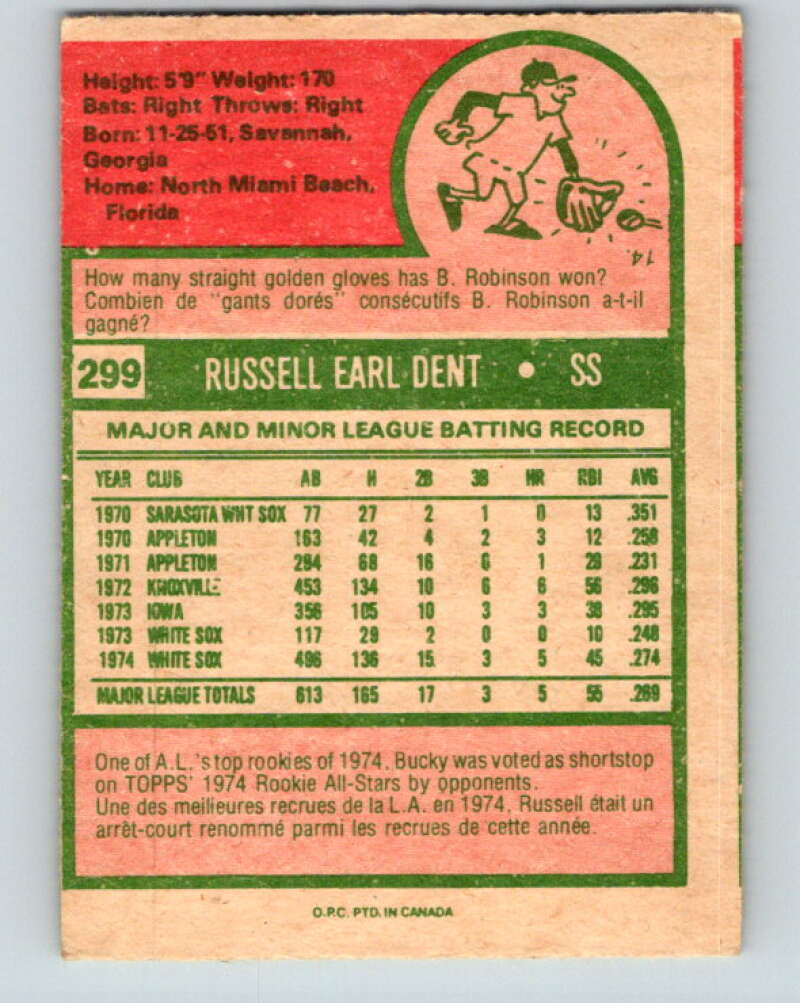 Height: 5'9" Weight: 170
Bats: Right Throws: Right
Born: 11-25-51, Savannah,
Georgia
Home: North Miami Beach,
Florida
14.
How many straight golden gloves has B. Robinson won?
Combien de "gants dorés" consécutifs B. Robinson a-t-il
gagné?
299 RUSSELL EARL DENT • SS
MAJOR AND MINOR LEAGUE BATTING RECORD
YEAR CLUB AB H 2B 3B HR RBI AVG
1970 SARASOTA WHT SOX 77 27 2 1 0 13 .351
1970 APPLETON 163 42 4 2 3 12 .258
1971 APPLETON 294 68 16 6 1 29 .231
1972 KNOXVILLE 453 134 10 6 6 56 .296
1973 IOWA 356 105 10 3 3 38 .295
1973 WHITE SOX 117 29 2 0 0 10 .248
1974 WHITE SOX 496 136 15 3 5 45 .274
MAJOR LEAGUE TOTALS 613 165 17 3 5 55 .269
One of A.L.'s top rookies of 1974. Bucky was voted as shortstop
on TOPPS' 1974 Rookie All-Stars by opponents.
Une des meilleures recrues de la L.A. en 1974, Russell était un
arrêt-court renommé parmi les recrues de cette année.
O.P.C. PTD. IN CANADA